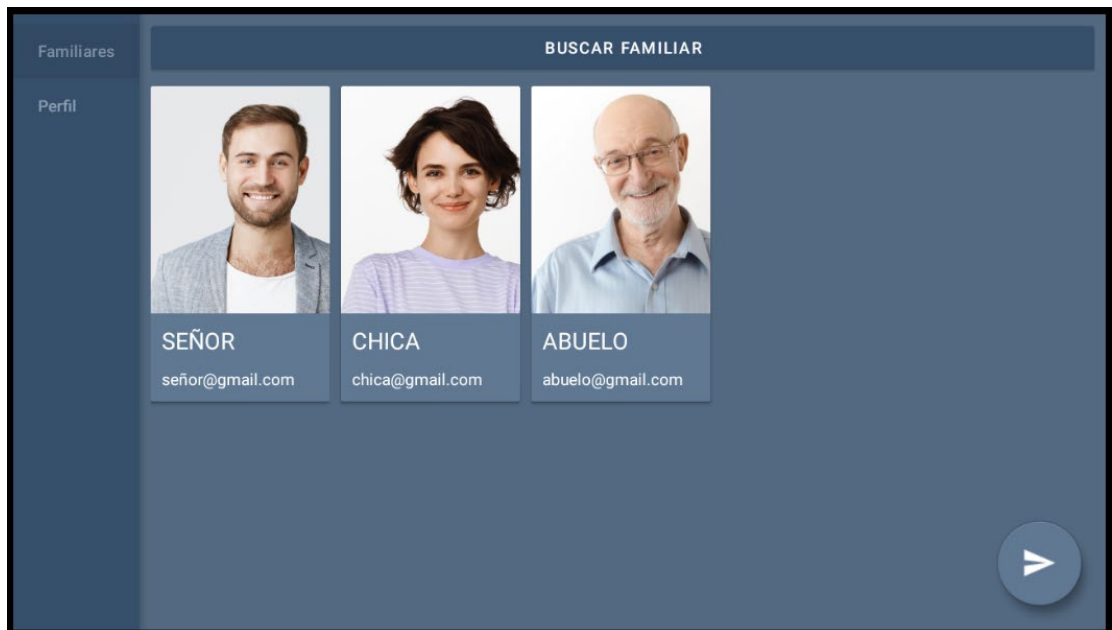 Familiares
Perfil
BUSCAR FAMILIAR
SEÑOR
señor@gmail.com
CHICA
chica@gmail.com
ABUELO
abuelo@gmail.com